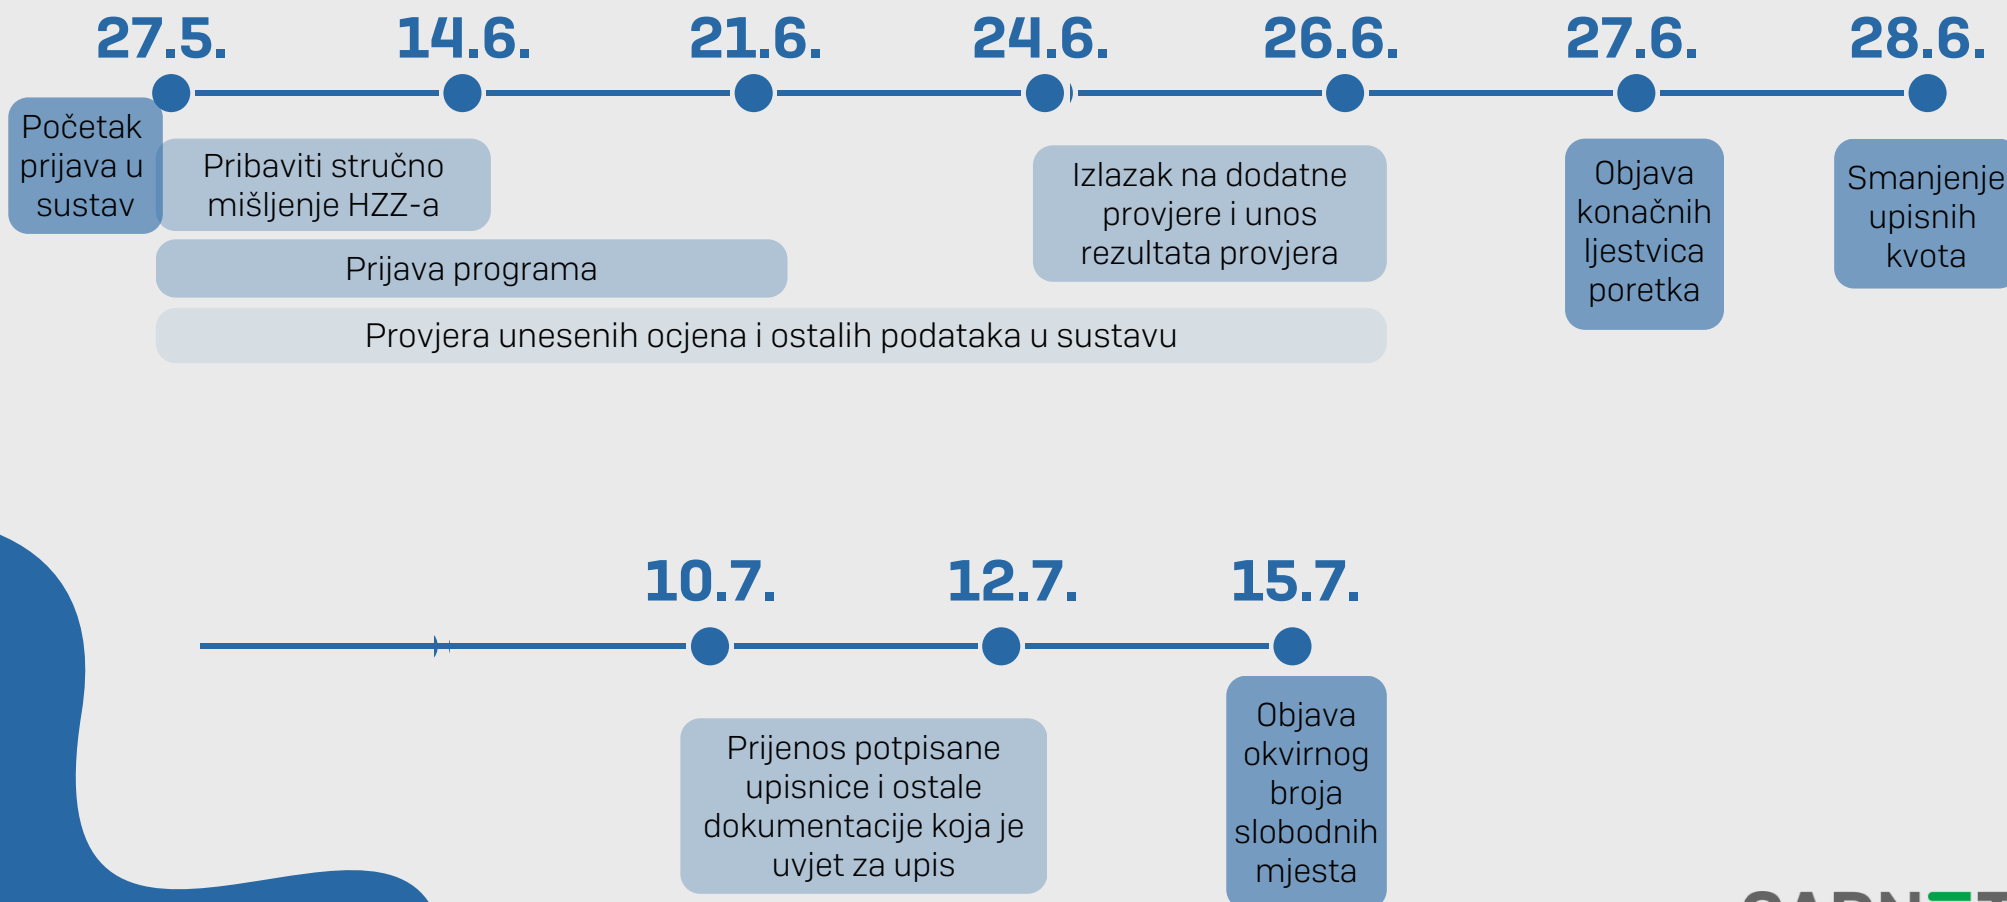 27.5. 14.6. 21.6. 24.6. 26.6. 27.6. 28.6.
Početak
prijava u
sustav
Pribaviti stručno
mišljenje HZZ-a
Prijava programa
Provjera unesenih ocjena i ostalih podataka u sustavu
Izlazak na dodatne
provjere i unos
rezultata provjera
Objava
konačnih
ljestvica
poretka
Smanjenje
upisnih
kvota
10.7. 12.7. 15.7.
Prijenos potpisane
upisnice i ostale
dokumentacije koja je
uvjet za upis
Objava
okvirnog
broja
slobodnih
mjesta